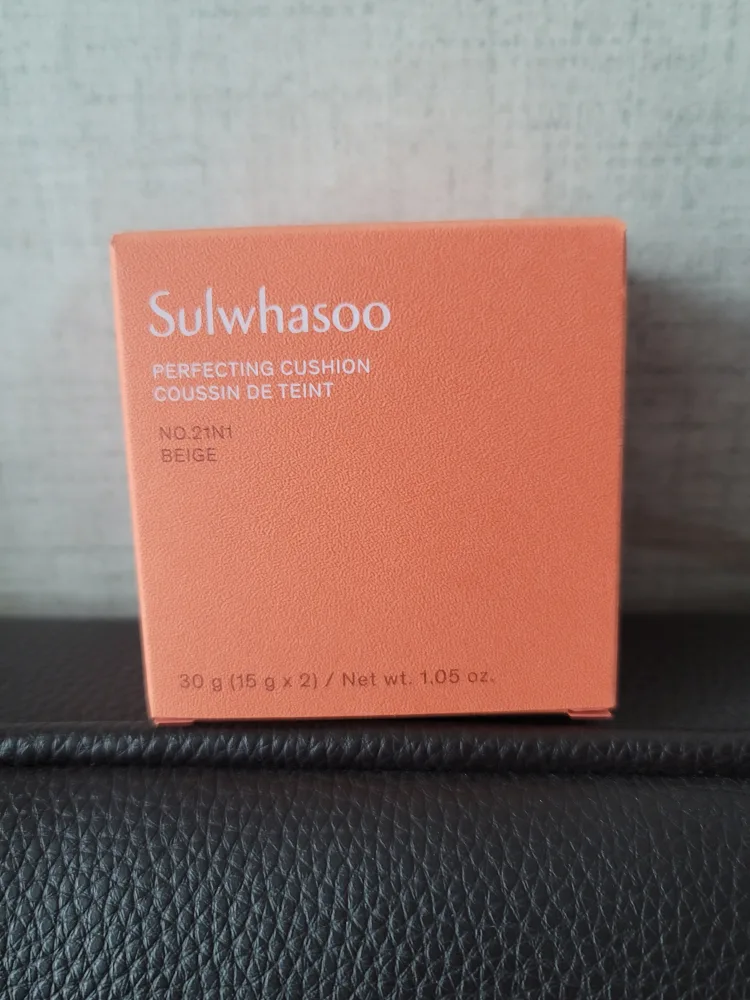 Sulwhasoo
PERFECTING CUSHION
COUSSIN DE TEINT
NO.21N1
BEIGE
30 g (15 g x 2) / Net wt. 1.05 oz.